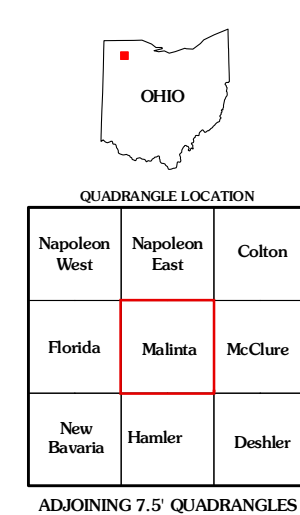 OHIO
QUADRANGLE LOCATION
Napoleon
West
Napoleon
East
Colton
Florida
Malinta
McClure
New
Bavaria
Hamler
Deshler
ADJOINING 7.5' QUADRANGLES